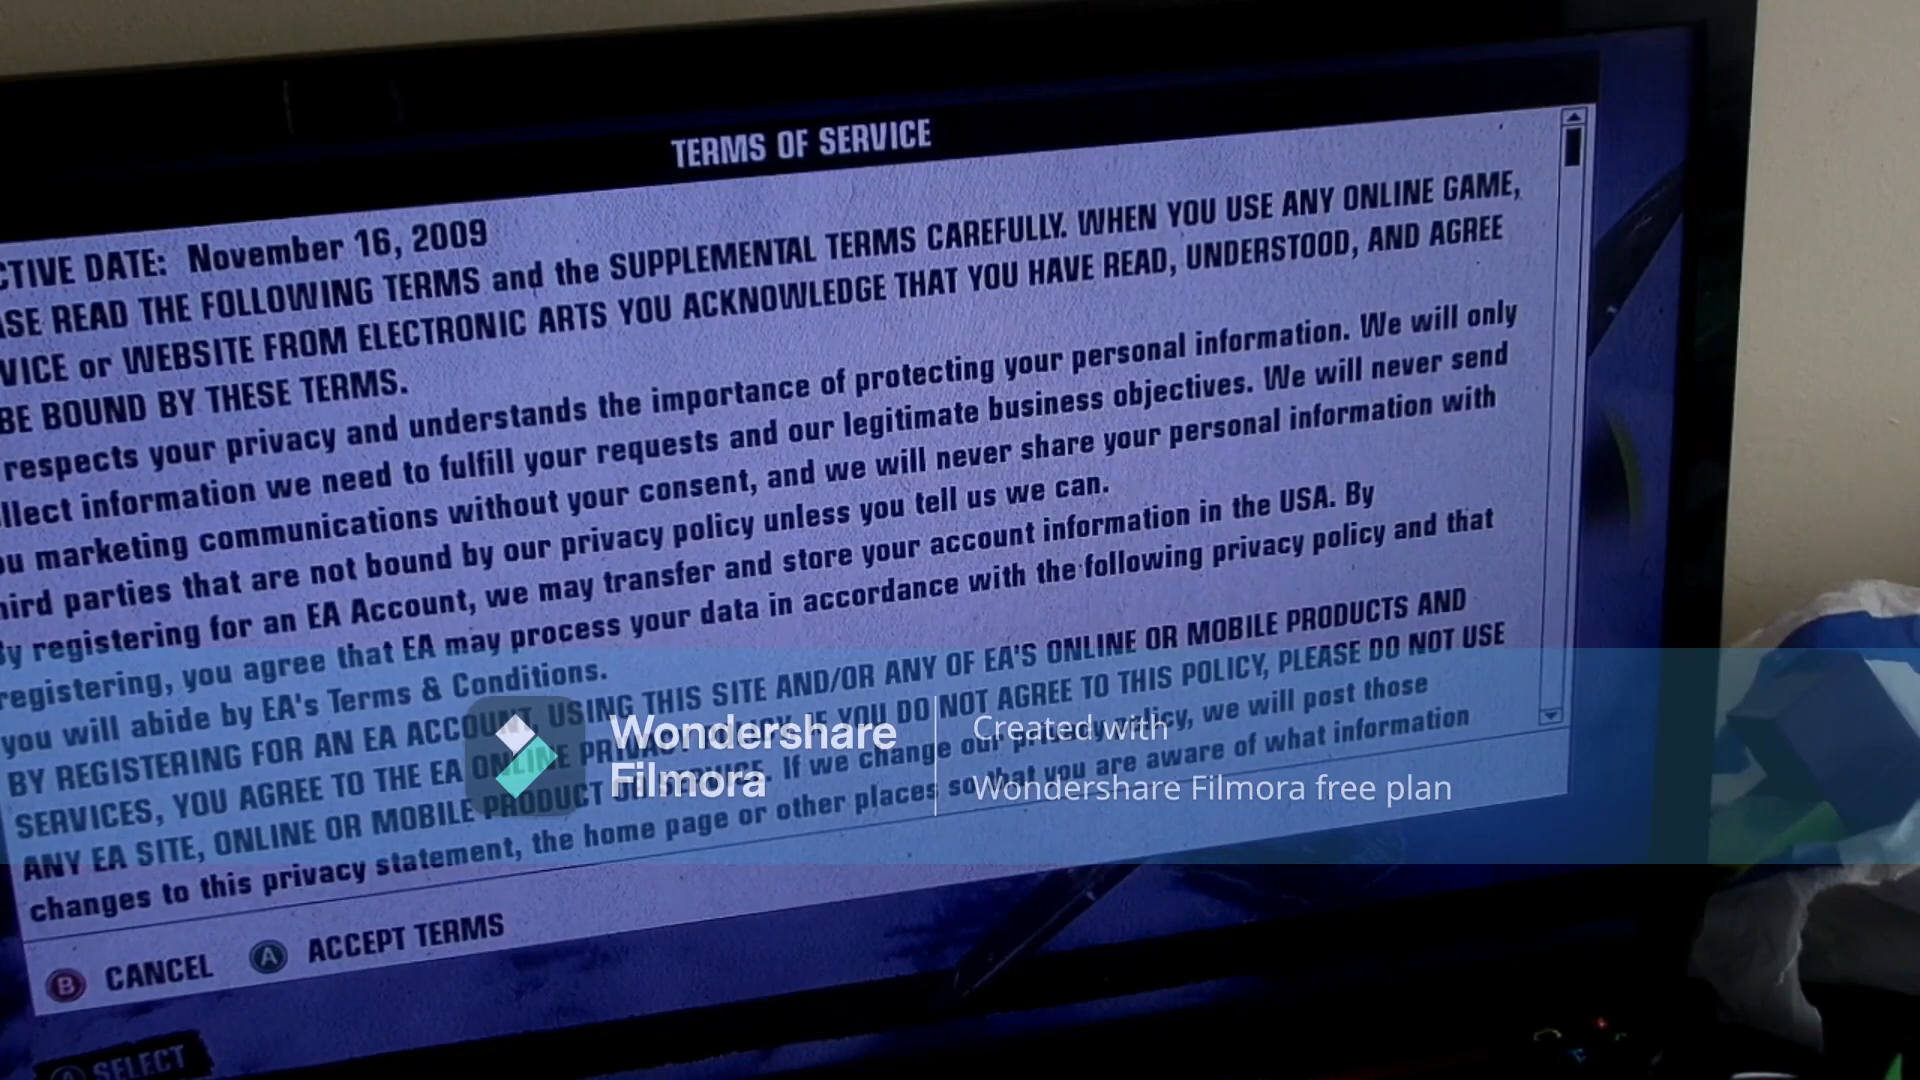 TERMS OF SERVICE
CTIVE DATE: November 16, 2009
ASE READ THE FOLLOWING TERMS and the SUPPLEMENTAL TERMS CAREFULLY. WHEN YOU USE ANY ONLINE GAME,
VICE or WEBSITE FROM ELECTRONIC ARTS YOU ACKNOWLEDGE THAT YOU HAVE READ, UNDERSTOOD, AND AGREE
BE BOUND BY THESE TERMS.
respects your privacy and understands the importance of protecting your personal information. We will only
llect information we need to fulfill your requests and our legitimate business objectives. We will never send
ou marketing communications without your consent, and we will never share your personal information with
hird parties that are not bound by our privacy policy unless you tell us we can.
By registering for an EA Account, we may transfer and store your account information in the USA. By
registering, you agree that EA may process your data in accordance with the following privacy policy and that
you will abide by EA's Terms & Conditions.
BY REGISTERING FOR AN EA ACCOUNT, USING THIS SITE AND/OR ANY OF EA'S ONLINE OR MOBILE PRODUCTS AND
SERVICES, YOU AGREE TO THE EA ONLINE IF YOU DO NOT AGREE TO THIS POLICY, PLEASE DO NOT USE
ANY EA SITE, ONLINE OR MOBILE PRODUCT OR SERVICE. If we change our privacy policy, we will post those
changes to this privacy statement, the home page or other places so that you are aware of what information
B CANCEL A ACCEPT TERMS
A SELECT
Wondershare
Filmora
Created with
Wondershare Filmora free plan